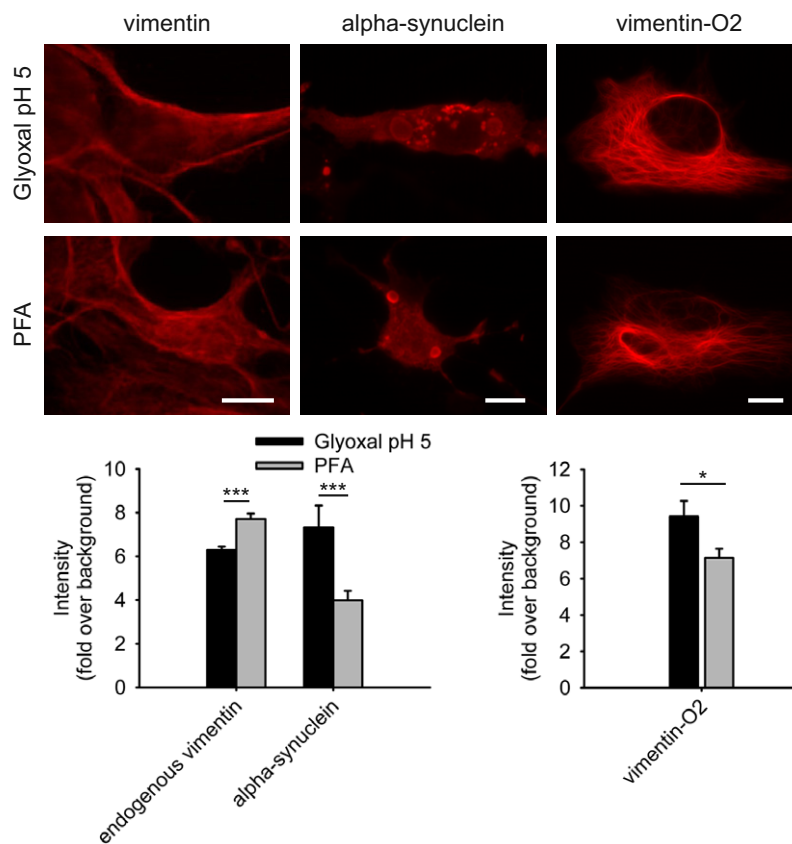 vimentin alpha-synuclein vimentin-O2
Glyoxal pH 5
PFA
Glyoxal pH 5
PFA
Intensity
(fold over background)
10
8
6
4
2
0
***
***
endogenous vimentin
alpha-synuclein
Intensity
(fold over background)
12
10
8
6
4
2
0
*
vimentin-O2